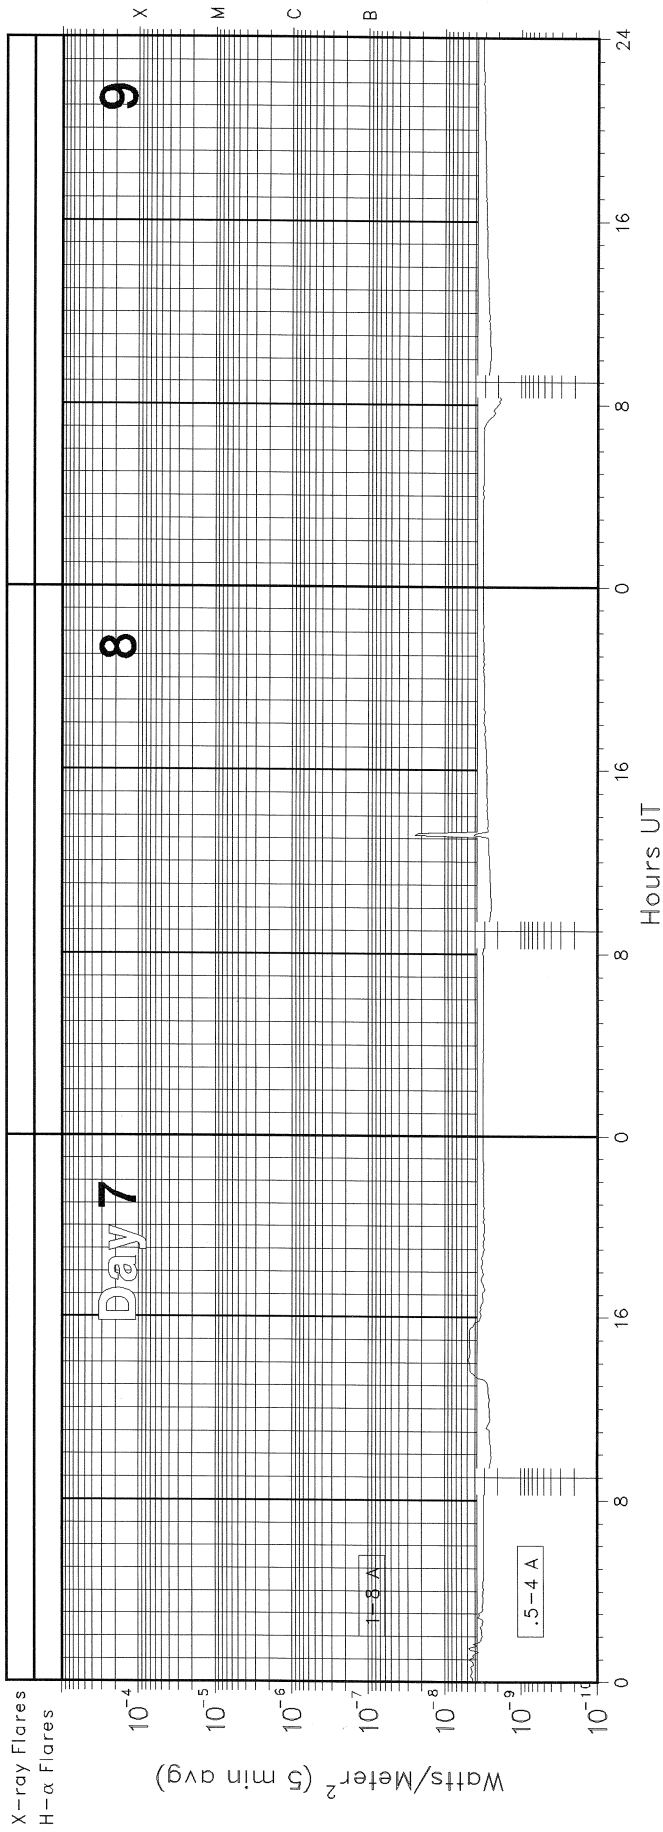 X-ray Flares
H-α Flares
Day 7
8
9
X
M
C
B
10-4
10-5
10-6
10-7
10-8
10-9
10-10
Watts/Meter2 (5 min avg)
1-8 A
.5-4 A
0
8
16
0
8
16
0
8
16
24
Hours UT